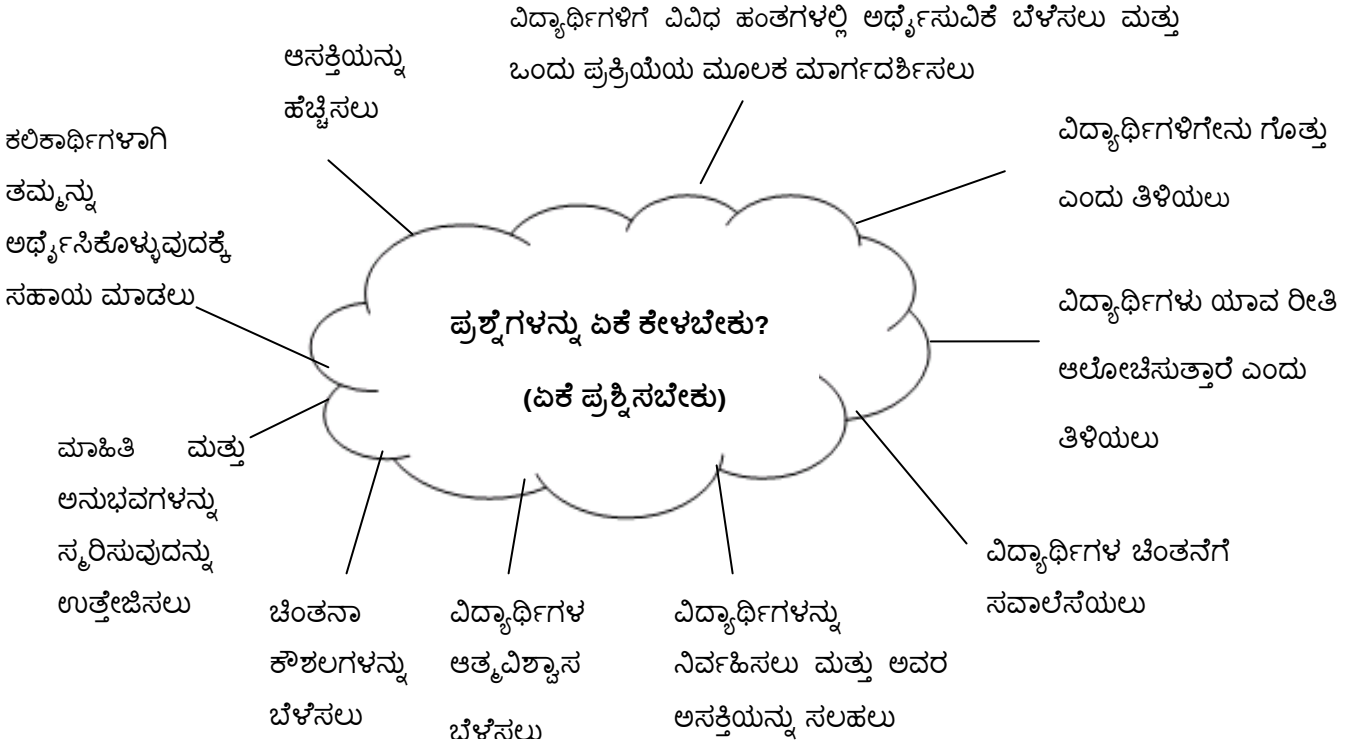 ವಿದ್ಯಾರ್ಥಿಗಳಿಗೆ ವಿವಿಧ ಹಂತಗಳಲ್ಲಿ ಅರ್ಥೈಸುವಿಕೆ ಬೆಳೆಸಲು ಮತ್ತು
ಒಂದು ಪ್ರಕ್ರಿಯೆಯ ಮೂಲಕ ಮಾರ್ಗದರ್ಶಿಸಲು
ಆಸಕ್ತಿಯನ್ನು
ಹೆಚ್ಚಿಸಲು
ಕಲಿಕಾರ್ಥಿಗಳಾಗಿ
ತಮ್ಮನ್ನು
ಅರ್ಥೈಸಿಕೊಳ್ಳುವುದಕ್ಕೆ
ಸಹಾಯ ಮಾಡಲು
ವಿದ್ಯಾರ್ಥಿಗಳಿಗೇನು ಗೊತ್ತು
ಎಂದು ತಿಳಿಯಲು
ಪ್ರಶ್ನೆಗಳನ್ನು ಏಕೆ ಕೇಳಬೇಕು?
(ಏಕೆ ಪ್ರಶ್ನಿಸಬೇಕು)
ವಿದ್ಯಾರ್ಥಿಗಳು ಯಾವ ರೀತಿ
ಆಲೋಚಿಸುತ್ತಾರೆ ಎಂದು
ತಿಳಿಯಲು
ಮಾಹಿತಿ ಮತ್ತು
ಅನುಭವಗಳನ್ನು
ಸ್ಮರಿಸುವುದನ್ನು
ಉತ್ತೇಜಿಸಲು
ವಿದ್ಯಾರ್ಥಿಗಳ ಚಿಂತನೆಗೆ
ಸವಾಲೆಸೆಯಲು
ಚಿಂತನಾ
ಕೌಶಲಗಳನ್ನು
ಬೆಳೆಸಲು
ವಿದ್ಯಾರ್ಥಿಗಳ
ಆತ್ಮವಿಶ್ವಾಸ
ಬೆಳೆಸಲು
ವಿದ್ಯಾರ್ಥಿಗಳನ್ನು
ನಿರ್ವಹಿಸಲು ಮತ್ತು ಅವರ
ಅಸಕ್ತಿಯನ್ನು ಸಲಹಲು